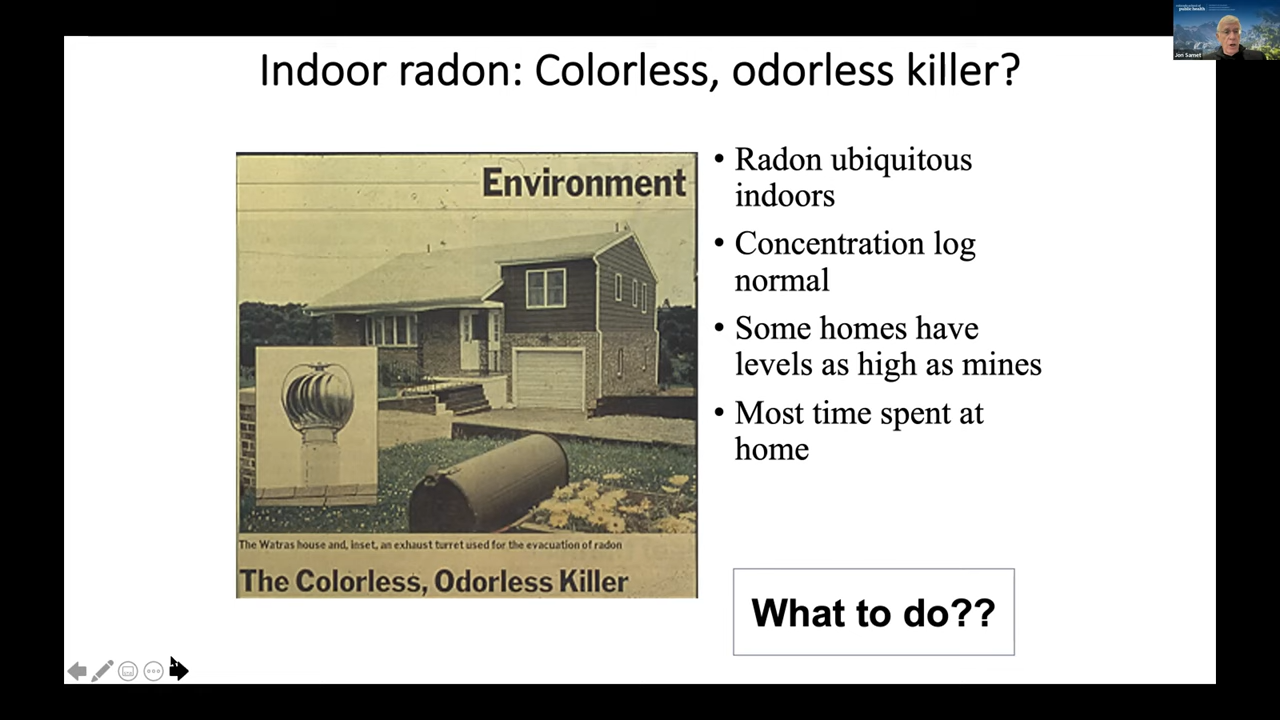 Indoor radon: Colorless, odorless killer?
Environment
The Watras house and, inset, an exhaust turret used for the evacuation of radon
The Colorless, Odorless Killer
• Radon ubiquitous
indoors
• Concentration log
normal
• Some homes have
levels as high as mines
• Most time spent at
home
What to do??
public health
Jon Samet